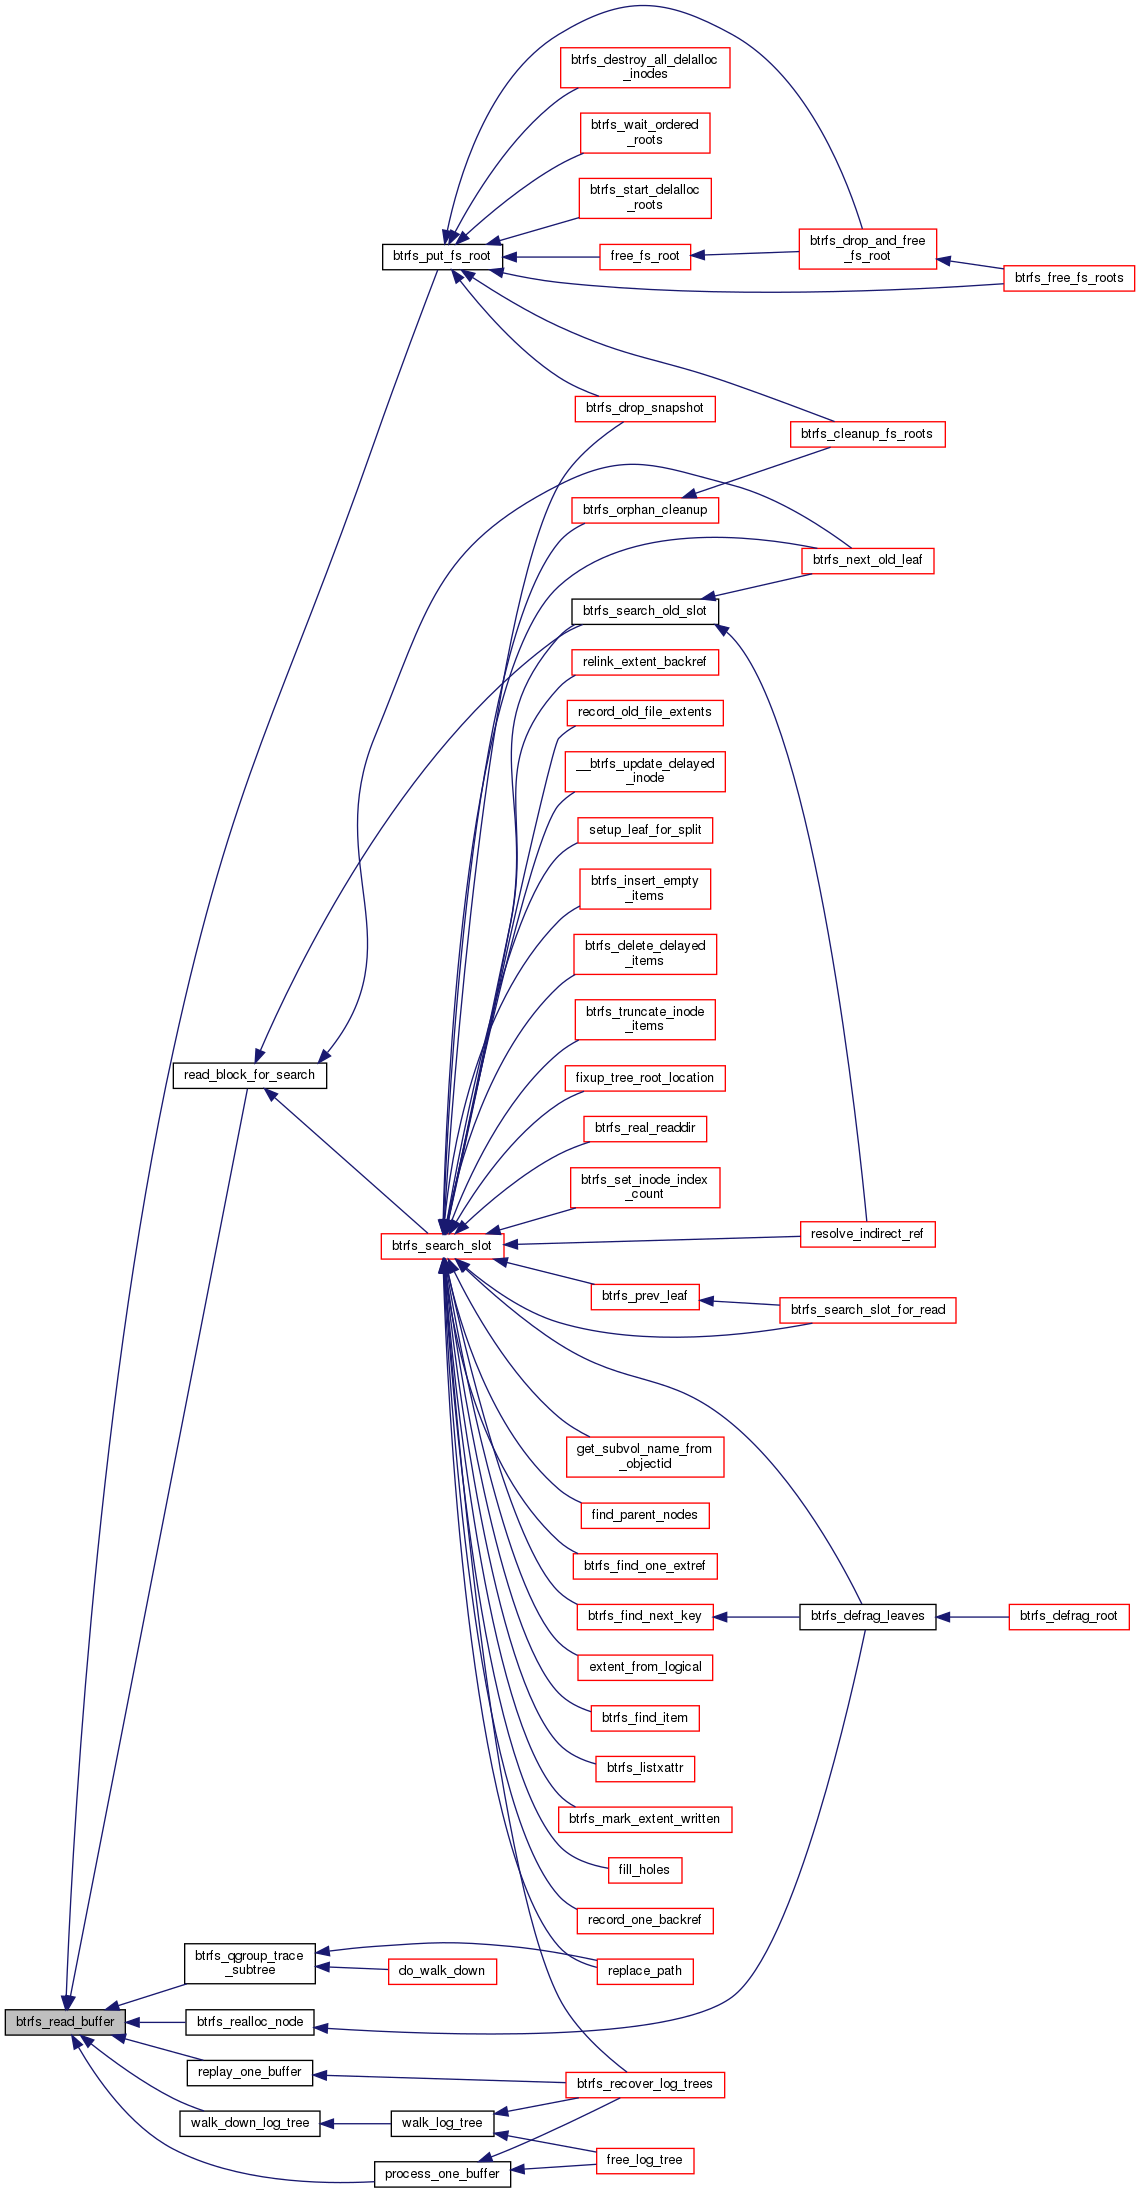 btrfs_destroy_all_delalloc
_inodes
btrfs_wait_ordered
_roots
btrfs_start_delalloc
_roots
btrfs_put_fs_root
free_fs_root
btrfs_drop_and_free
_fs_root
btrfs_free_fs_roots
btrfs_drop_snapshot
btrfs_cleanup_fs_roots
btrfs_orphan_cleanup
btrfs_next_old_leaf
btrfs_search_old_slot
relink_extent_backref
record_old_file_extents
__btrfs_update_delayed
_inode
setup_leaf_for_split
btrfs_insert_empty
_items
btrfs_delete_delayed
_items
btrfs_truncate_inode
_items
read_block_for_search
fixup_tree_root_location
btrfs_real_readdir
btrfs_set_inode_index
_count
btrfs_search_slot
resolve_indirect_ref
btrfs_prev_leaf
btrfs_search_slot_for_read
get_subvol_name_from
_objectid
find_parent_nodes
btrfs_find_one_extref
btrfs_find_next_key
btrfs_defrag_leaves
btrfs_defrag_root
extent_from_logical
btrfs_find_item
btrfs_listxattr
btrfs_mark_extent_written
fill_holes
record_one_backref
btrfs_qgroup_trace
_subtree
do_walk_down
replace_path
btrfs_read_buffer
btrfs_realloc_node
replay_one_buffer
btrfs_recover_log_trees
walk_down_log_tree
walk_log_tree
free_log_tree
process_one_buffer